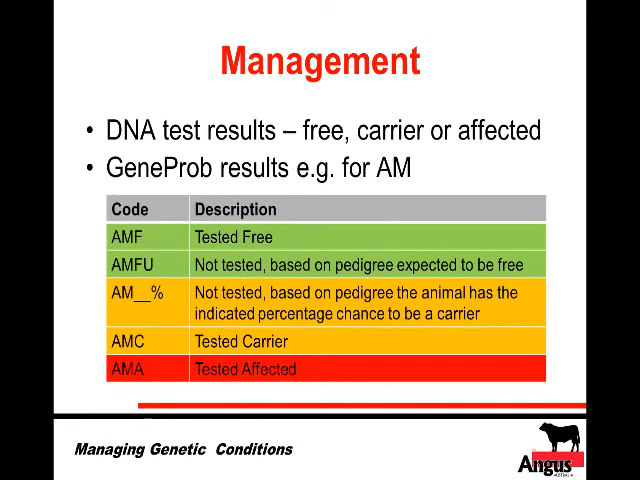 Management
• DNA test results – free, carrier or affected
• GeneProb results e.g. for AM
Code Description
AMF Tested Free
AMFU Not tested, based on pedigree expected to be free
AM__% Not tested, based on pedigree the animal has the
indicated percentage chance to be a carrier
AMC Tested Carrier
AMA Tested Affected
Managing Genetic Conditions
Angus
AUSTRALIA